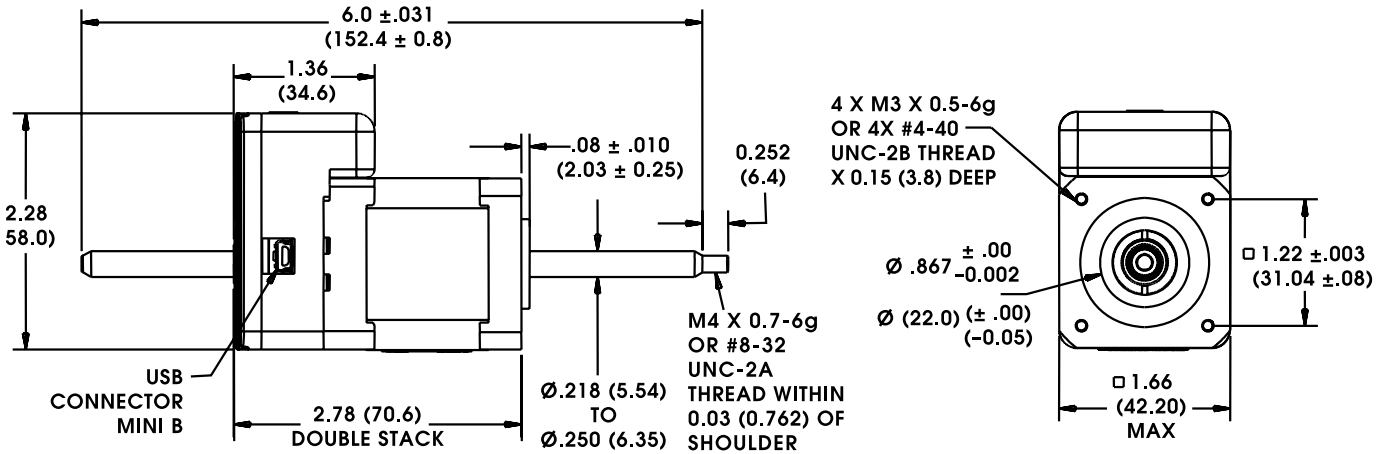 6.0 ±.031
(152.4 ± 0.8)
1.36
(34.6)
2.28
58.0)
.08 ± .010
(2.03 ± 0.25)
0.252
(6.4)
USB
CONNECTOR
MINI B
2.78 (70.6)
DOUBLE STACK
Ø.218 (5.54)
TO
Ø.250 (6.35)
M4 X 0.7-6g
OR #8-32
UNC-2A
THREAD WITHIN
0.03 (0.762) OF
SHOULDER
4 X M3 X 0.5-6g
OR 4X #4-40
UNC-2B THREAD
X 0.15 (3.8) DEEP
Ø .867 ± .00
-0.002
Ø (22.0) (± .00)
(-0.05)
□ 1.22 ±.003
(31.04 ±.08)
□ 1.66
(42.20)
MAX